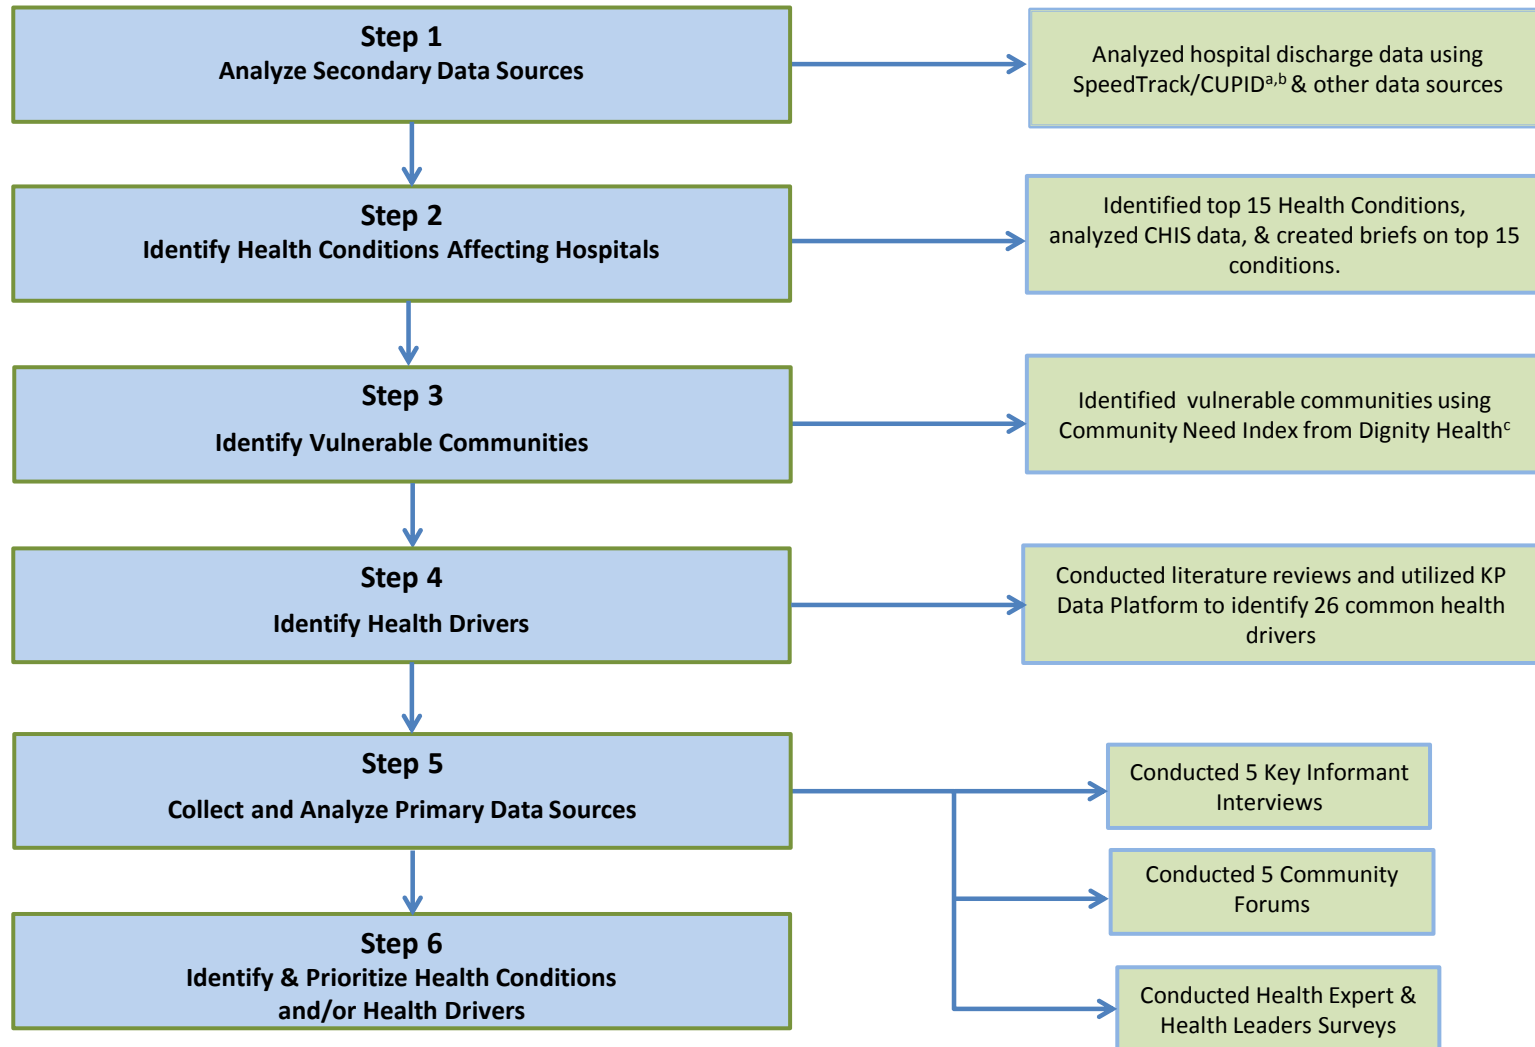 Step 1
Analyze Secondary Data Sources
Analyzed hospital discharge data using
SpeedTrack/CUPIDa,b & other data sources
Step 2
Identify Health Conditions Affecting Hospitals
Identified top 15 Health Conditions,
analyzed CHIS data, & created briefs on top 15
conditions.
Step 3
Identify Vulnerable Communities
Identified vulnerable communities using
Community Need Index from Dignity Healthc
Step 4
Identify Health Drivers
Conducted literature reviews and utilized KP
Data Platform to identify 26 common health
drivers
Step 5
Collect and Analyze Primary Data Sources
Conducted 5 Key Informant
Interviews
Conducted 5 Community
Forums
Conducted Health Expert &
Health Leaders Surveys
Step 6
Identify & Prioritize Health Conditions
and/or Health Drivers